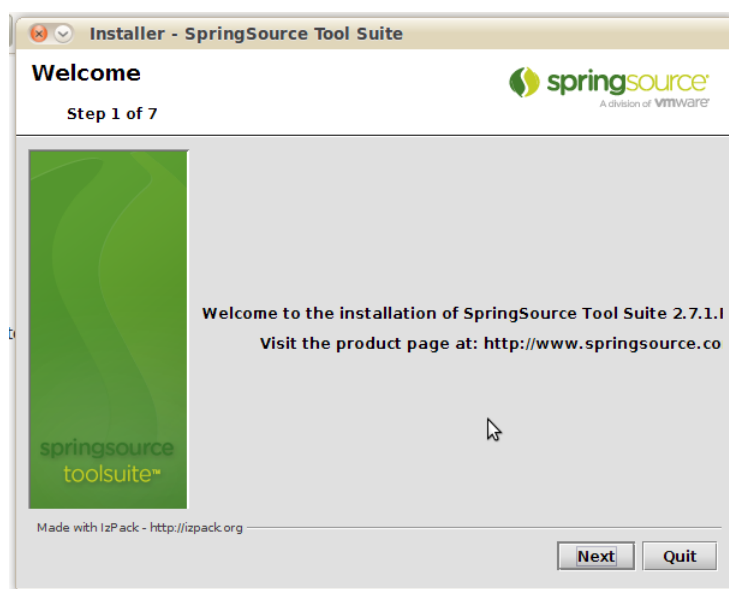 Installer - SpringSource Tool Suite
Welcome
Step 1 of 7
springsource
A division of vmware
Welcome to the installation of SpringSource Tool Suite 2.7.1.
Visit the product page at: http://www.springsource.co
springsource
toolsuite™
Made with IzPack - http://izpack.org
Next
Quit